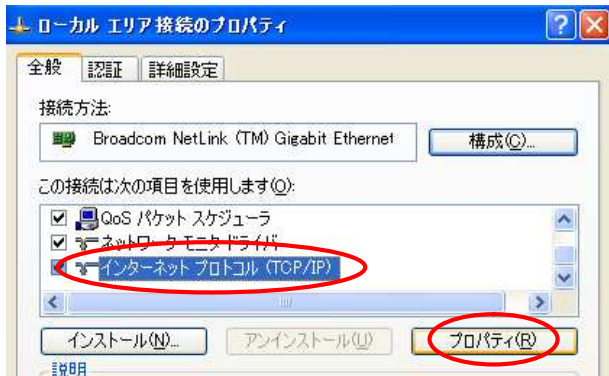 ローカル エリア接続のプロパティ
全般 認証 詳細設定
接続方法:
Broadcom NetLink (TM) Gigabit Ethernet
構成(C)...
この接続は次の項目を使用します(O):
QoS パケット スケジューラ
ネットワーク モニタ ドライバ
インターネット プロトコル (TCP/IP)
インストール(N)... アンインストール(U) プロパティ(R)
説明